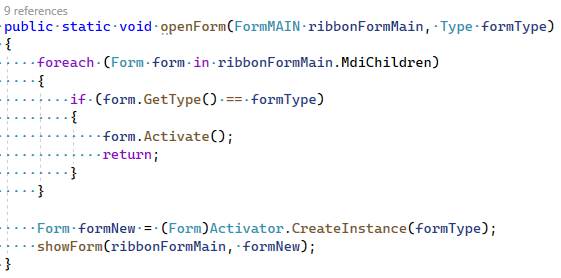 9 references
public static void openForm(FormMAIN ribbonFormMain, Type formType)
{
    foreach (Form form in ribbonFormMain.MdiChildren)
    {
        if (form.GetType() == formType)
        {
            form.Activate();
            return;
        }
    }

    Form formNew = (Form)Activator.CreateInstance(formType);
    showForm(ribbonFormMain, formNew);
}